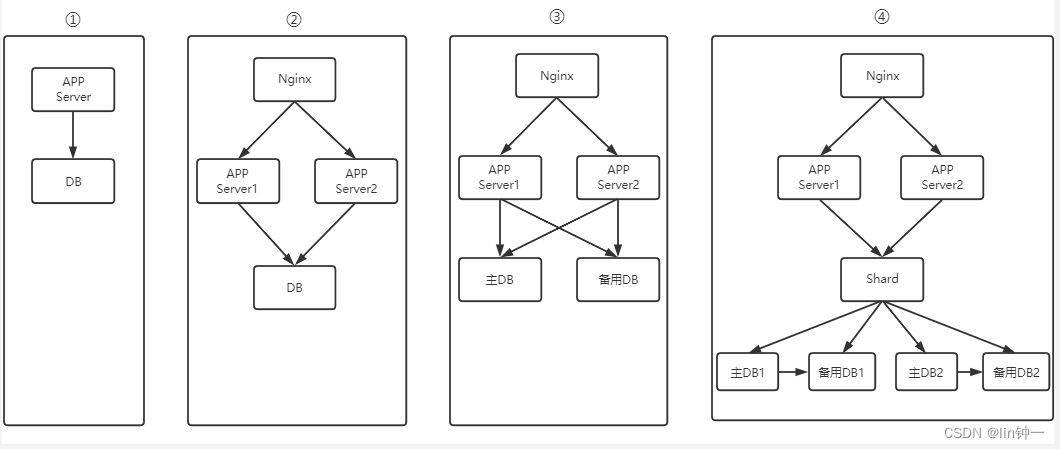 ①
APP
Server
DB
②
Nginx
APP
Server1
APP
Server2
DB
③
Nginx
APP
Server1
APP
Server2
主DB
备用DB
④
Nginx
APP
Server1
APP
Server2
Shard
主DB1
备用DB1
主DB2
备用DB2
CSDN @lin钟一